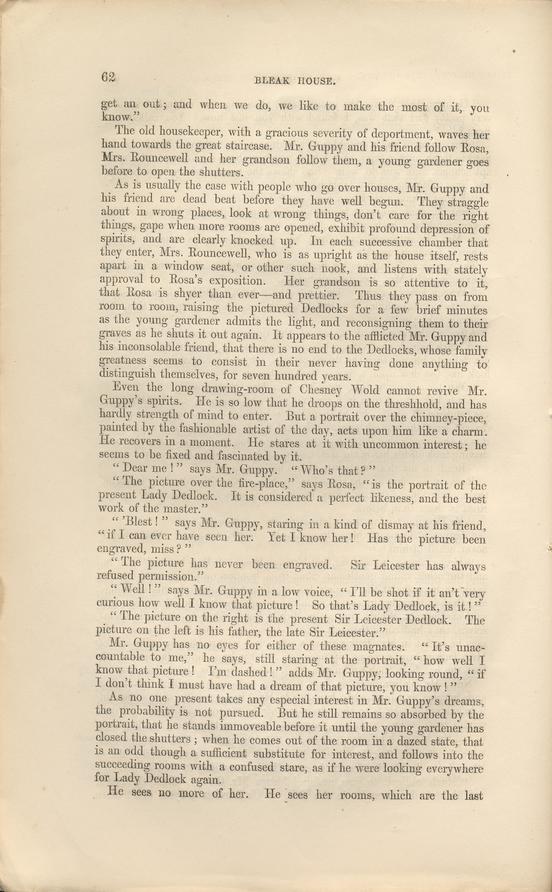 62
BLEAK HOUSE.
get an out; and when we do, we like to make the most of it, you
know."
The old housekeeper, with a gracious severity of deportment, waves her
hand towards the great staircase. Mr. Guppy and his friend follow Rosa,
Mrs. Rouncewell and her grandson follow them, a young gardener goes
before to open the shutters.
As is usually the case with people who go over houses, Mr. Guppy and
his friend are dead beat before they have well begun. They straggle
about in wrong places, look at wrong things, don't care for the right
things, gape when more rooms are opened, exhibit profound depression of
spirits, and are clearly knocked up. In each successive chamber that
they enter, Mrs. Rouncewell, who is as upright as the house itself, rests
apart in a window seat, or other such nook, and listens with stately
approval to Rosa's exposition. Her grandson is so attentive to it,
that Rosa is shyer than ever—and prettier. Thus they pass on from
room to room, raising the pictured Dedlocks for a few brief minutes
as the young gardener admits the light, and reconsigning them to their
graves as he shuts it out again. It appears to the afflicted Mr. Guppy and
his inconsolable friend, that there is no end to the Dedlocks, whose family
greatness seems to consist in their never having done anything to
distinguish themselves, for seven hundred years.
Even the long drawing-room of Chesney Wold cannot revive Mr.
Guppy's spirits. He is so low that he droops on the threshhold, and has
hardly strength of mind to enter. But a portrait over the chimney-piece,
painted by the fashionable artist of the day, acts upon him like a charm.
He recovers in a moment. He stares at it with uncommon interest; he
seems to be fixed and fascinated by it.
"Dear me!" says Mr. Guppy. "Who's that?"
"The picture over the fire-place," says Rosa, "is the portrait of the
present Lady Dedlock. It is considered a perfect likeness, and the best
work of the master."
"'Blest!" says Mr. Guppy, staring in a kind of dismay at his friend,
"if I can ever have seen her. Yet I know her! Has the picture been
engraved, miss?"
"The picture has never been engraved. Sir Leicester has always
refused permission."
"Well!" says Mr. Guppy in a low voice, "I'll be shot if it an't very
curious how well I know that picture! So that's Lady Dedlock, is it!"
"The picture on the right is the present Sir Leicester Dedlock. The
picture on the left is his father, the late Sir Leicester."
Mr. Guppy has no eyes for either of these magnates. "It's unac-
countable to me," he says, still staring at the portrait, "how well I
know that picture! I'm dashed!" adds Mr. Guppy, looking round, "if
I don't think I must have had a dream of that picture, you know!"
As no one present takes any especial interest in Mr. Guppy's dreams,
the probability is not pursued. But he still remains so absorbed by the
portrait, that he stands immoveable before it until the young gardener has
closed the shutters; when he comes out of the room in a dazed state, that
is an odd though a sufficient substitute for interest, and follows into the
succeeding rooms with a confused stare, as if he were looking everywhere
for Lady Dedlock again.
He sees no more of her. He sees her rooms, which are the last